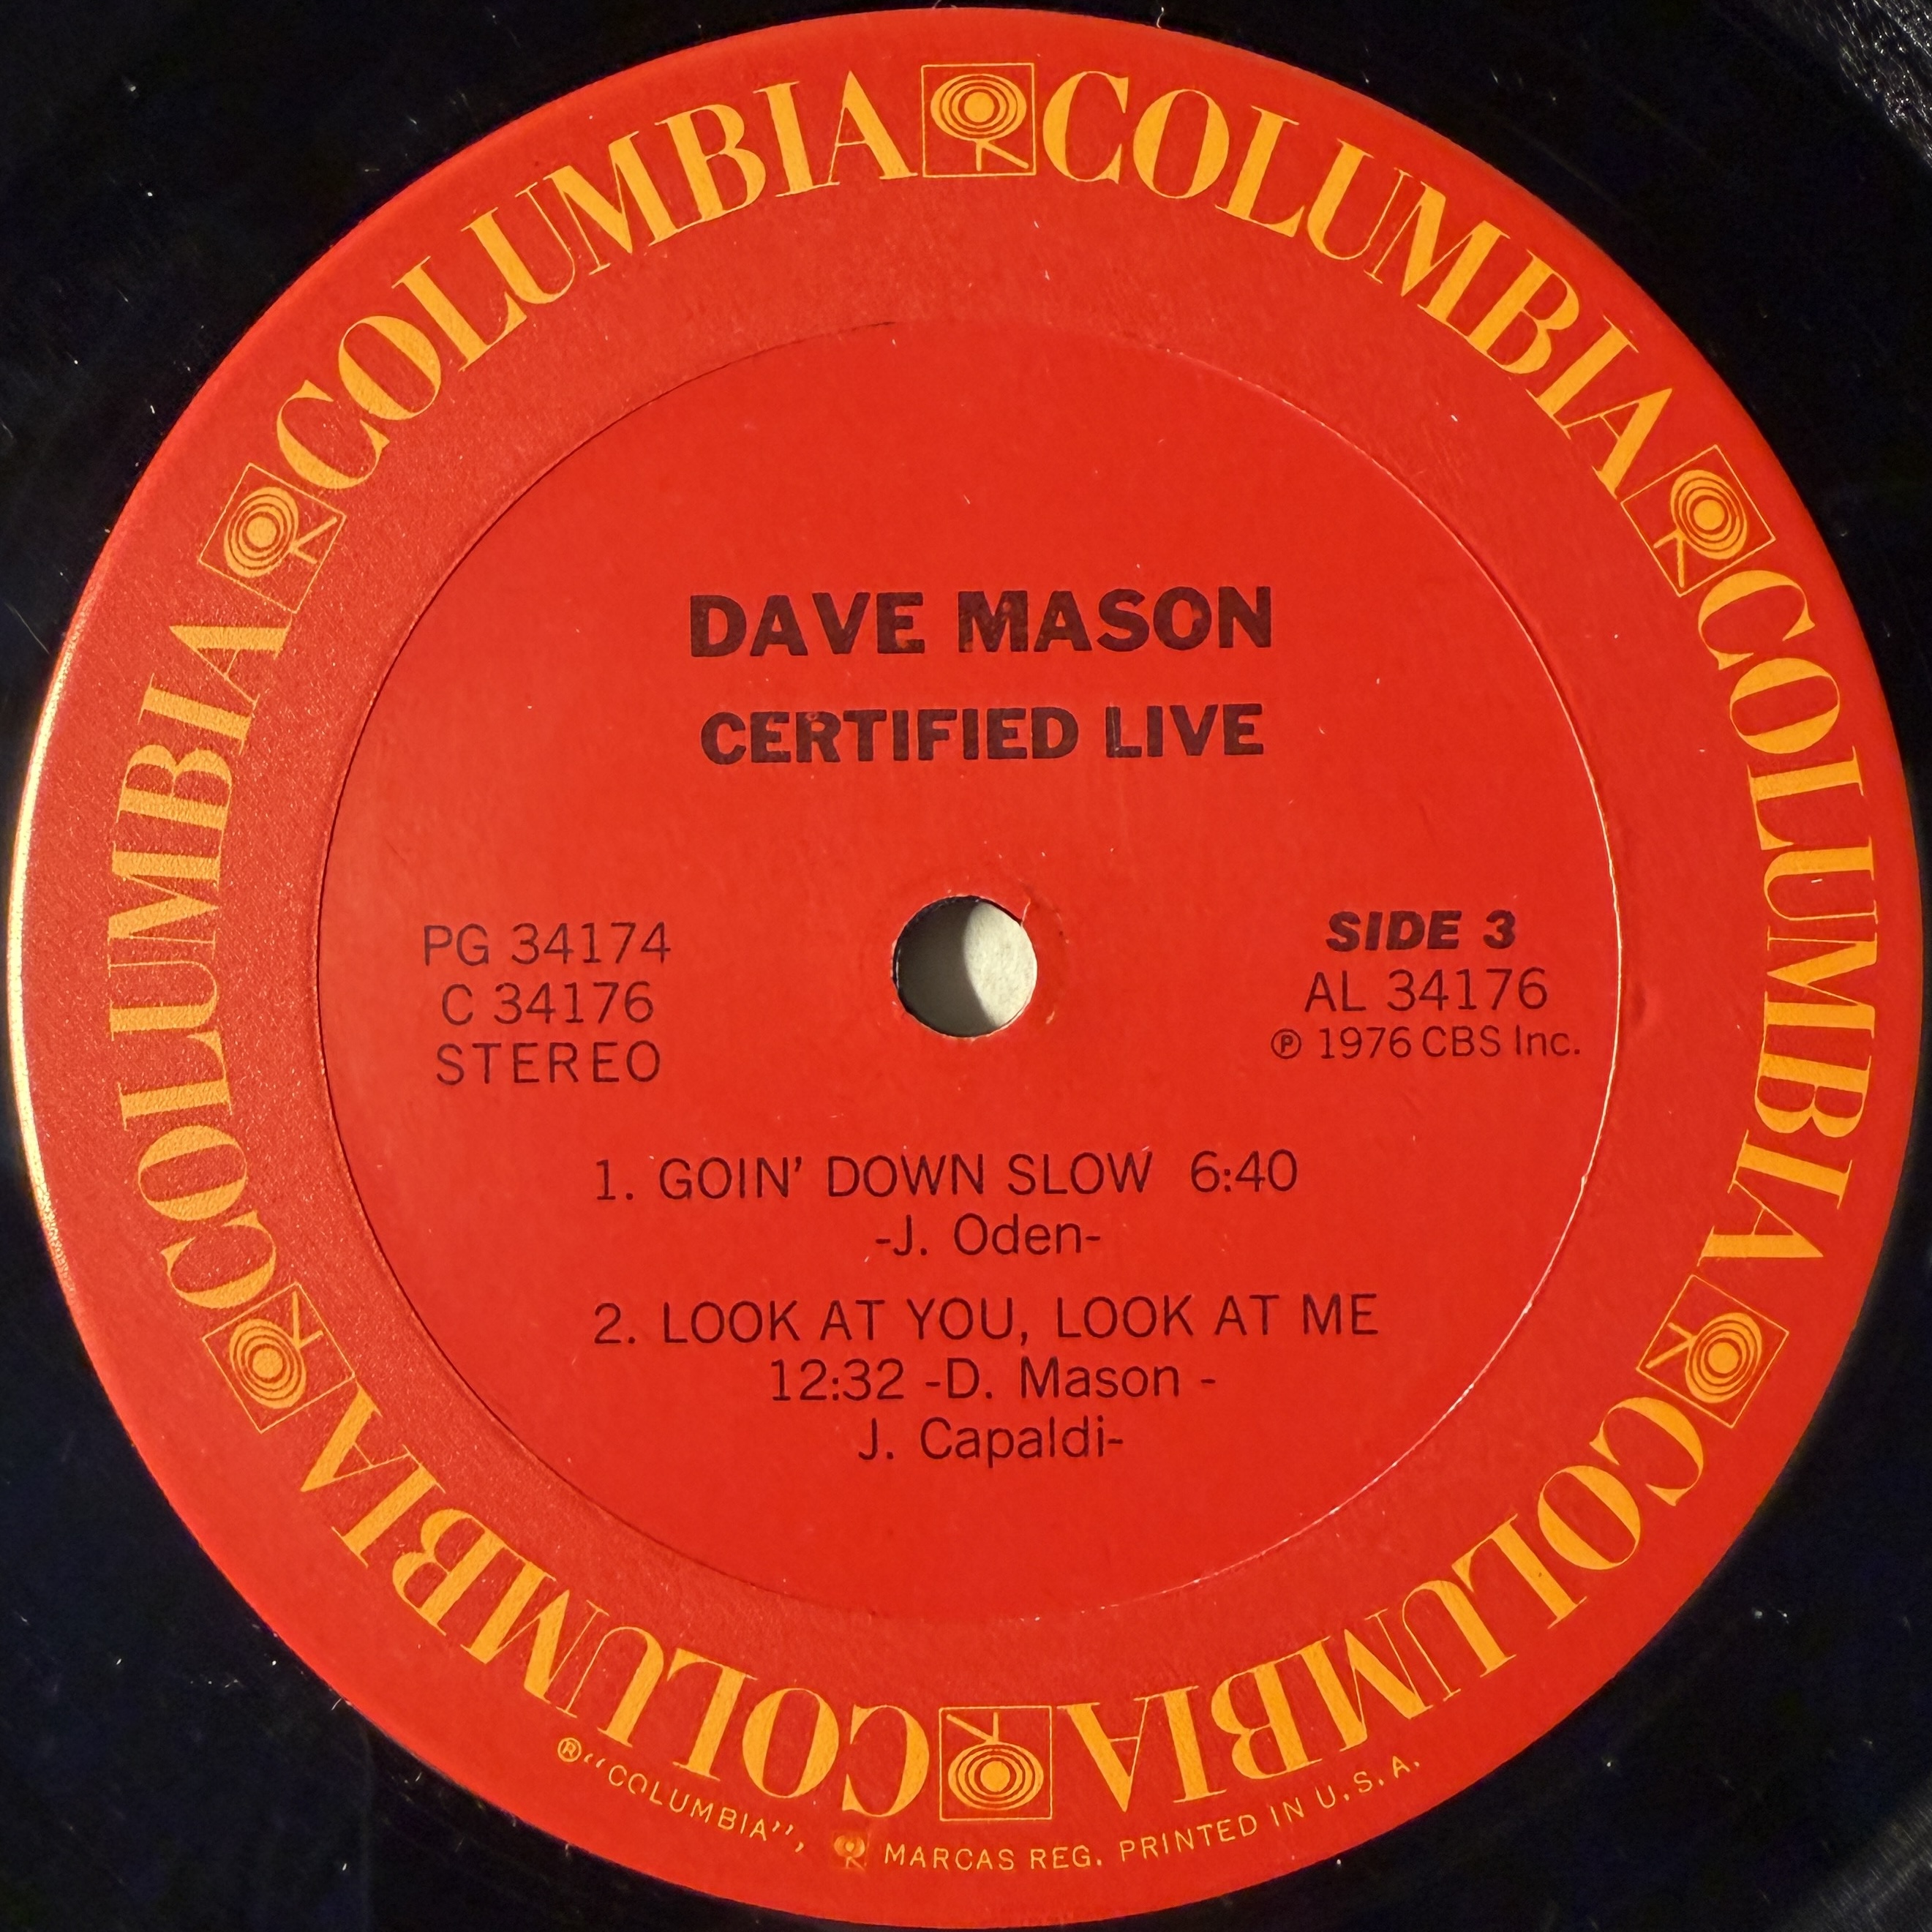 COLUMBIA COLUMBIA COLUMBIA COLUMBIA COLUMBIA COLUMBIA
DAVE MASON
CERTIFIED LIVE
PG 34174
C 34176
STEREO
SIDE 3
AL 34176
℗ 1976 CBS Inc.
1. GOIN' DOWN SLOW 6:40
-J. Oden-
2. LOOK AT YOU, LOOK AT ME
12:32 -D. Mason -
J. Capaldi-
®"COLUMBIA", MARCAS REG. PRINTED IN U.S.A.